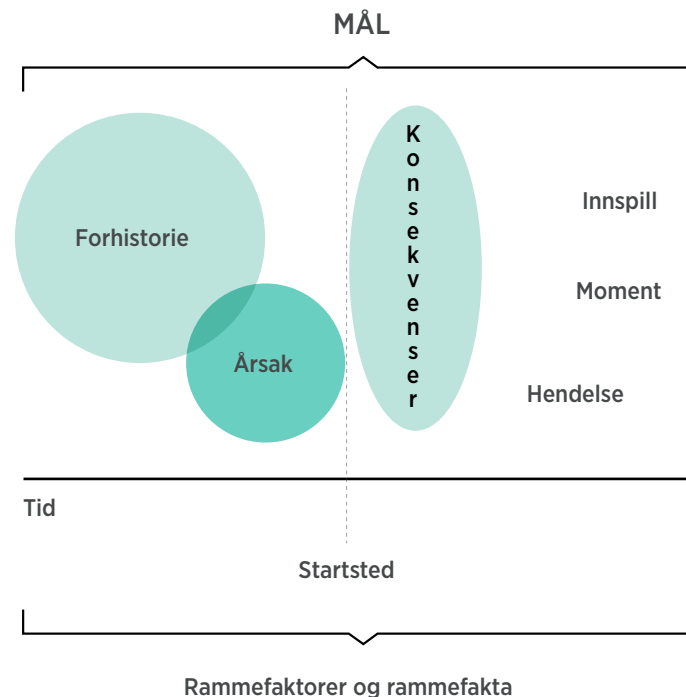 MÅL
Forhistorie
Årsak
Konsekvenser
Innspill
Moment
Hendelse
Tid
Startsted
Rammefaktorer og rammefakta